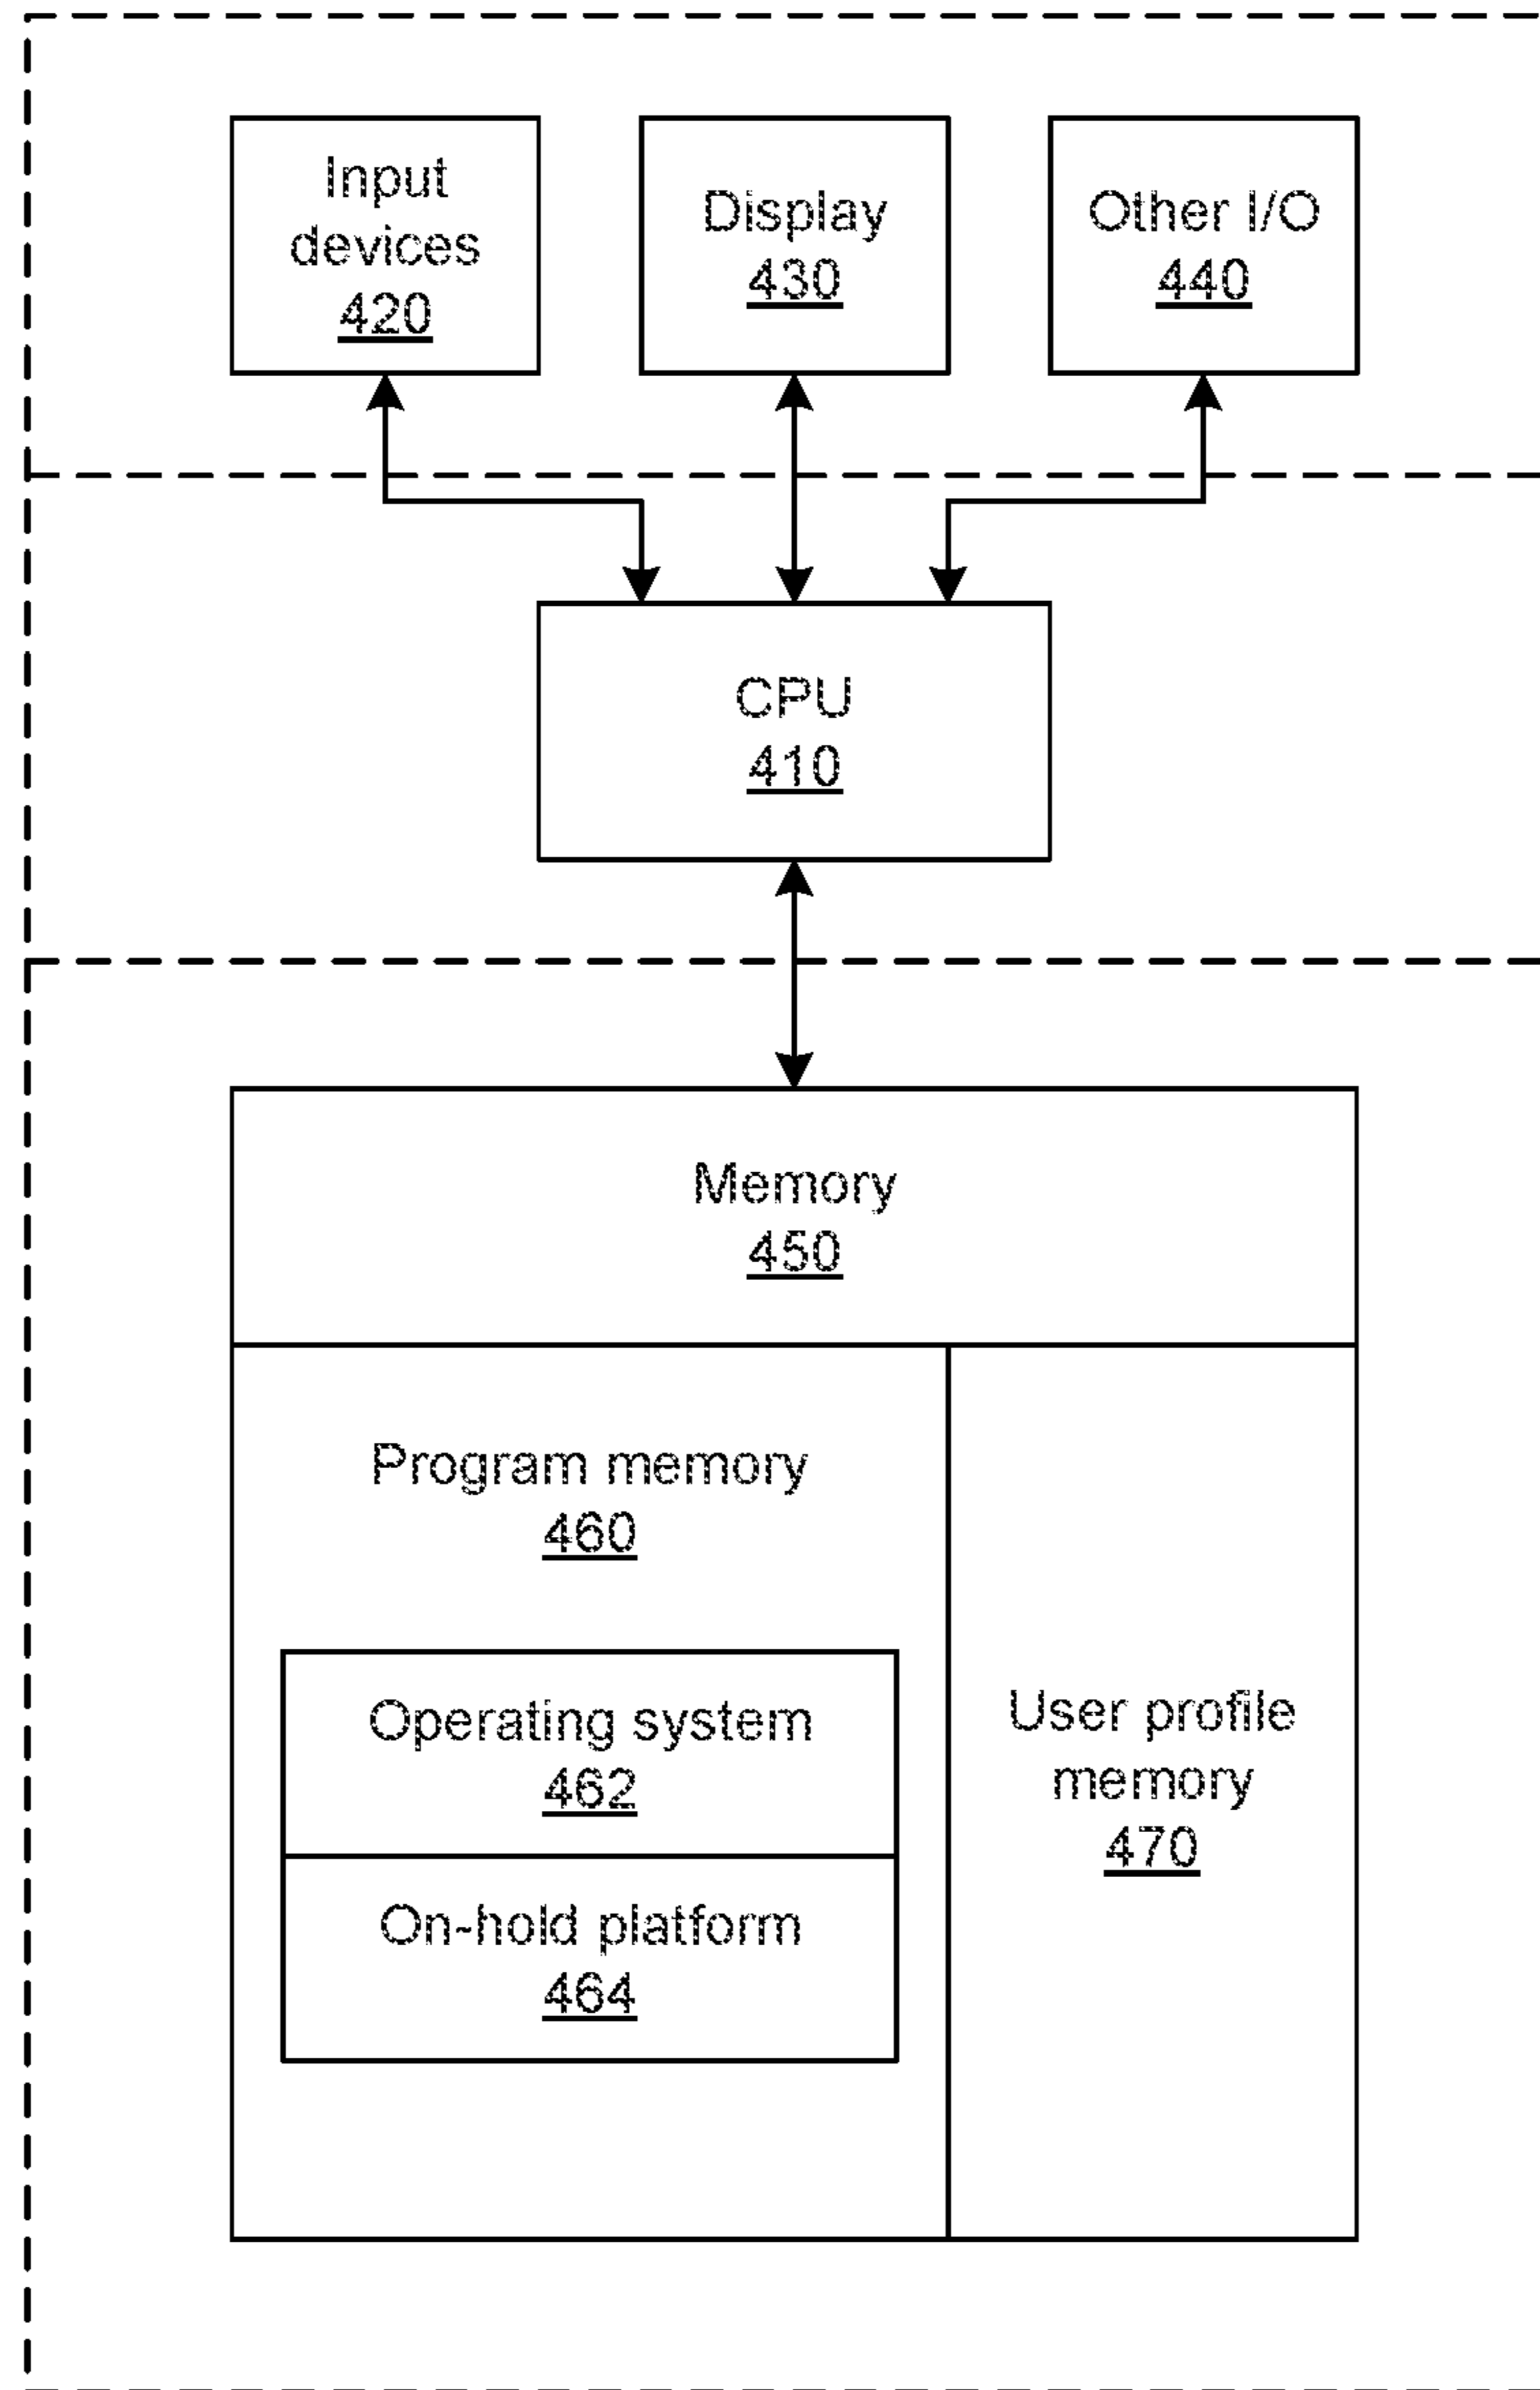 Input
devices
420
Display
430
Other I/O
440
CPU
410
Memory
450
Program memory
460
Operating system
462
On-hold platform
464
User profile
memory
470